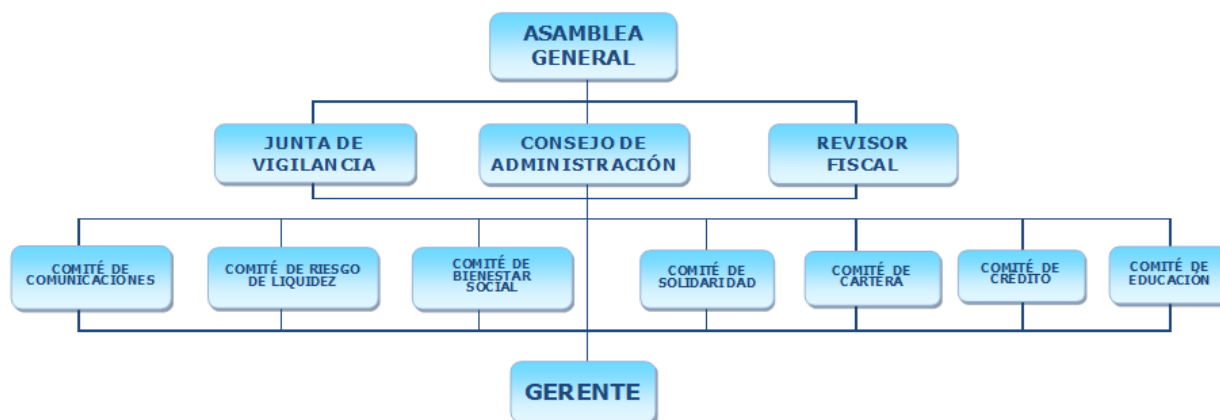 ASAMBLEA
GENERAL
JUNTA DE
VIGILANCIA
CONSEJO DE
ADMINISTRACIÓN
REVISOR
FISCAL
COMITÉ DE
COMUNICACIONES
COMITÉ DE RIESGO
DE LIQUIDEZ
COMITÉ DE
BIENESTAR
SOCIAL
COMITÉ DE
SOLIDARIDAD
COMITÉ DE
CARTERA
COMITÉ DE
CREDITO
COMITÉ DE
EDUCACIÓN
GERENTE